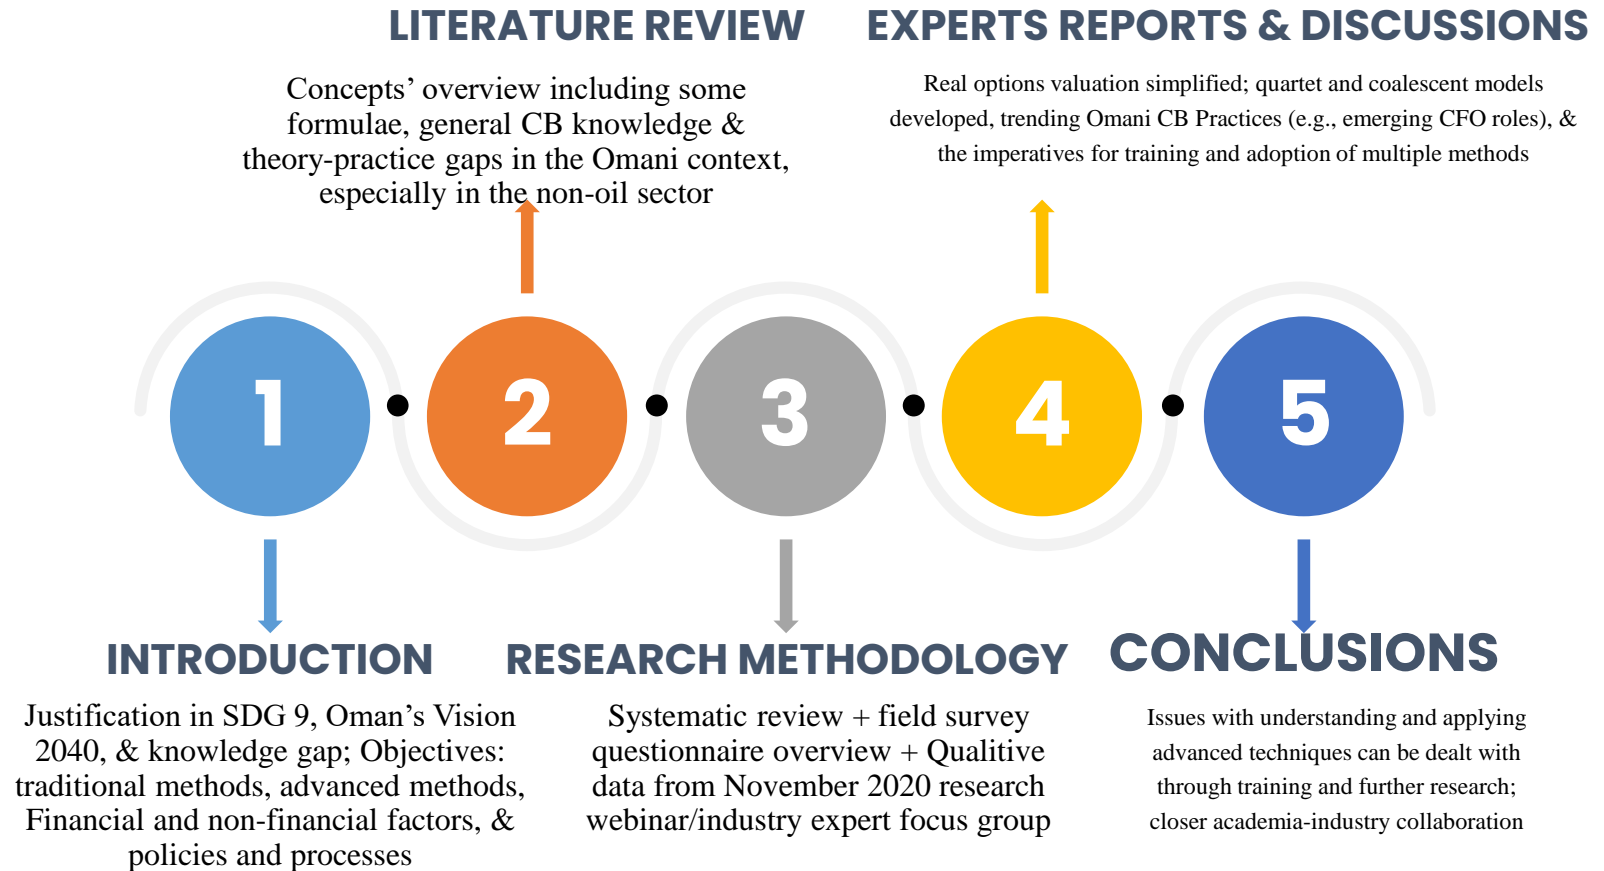 LITERATURE REVIEW
Concepts’ overview including some
formulae, general CB knowledge &
theory-practice gaps in the Omani context,
especially in the non-oil sector
EXPERTS REPORTS & DISCUSSIONS
Real options valuation simplified; quartet and coalescent models
developed, trending Omani CB Practices (e.g., emerging CFO roles), &
the imperatives for training and adoption of multiple methods
1
2
3
4
5
INTRODUCTION
Justification in SDG 9, Oman’s Vision
2040, & knowledge gap; Objectives:
traditional methods, advanced methods,
Financial and non-financial factors, &
policies and processes
RESEARCH METHODOLOGY
Systematic review + field survey
questionnaire overview + Qualitive
data from November 2020 research
webinar/industry expert focus group
CONCLUSIONS
Issues with understanding and applying
advanced techniques can be dealt with
through training and further research;
closer academia-industry collaboration